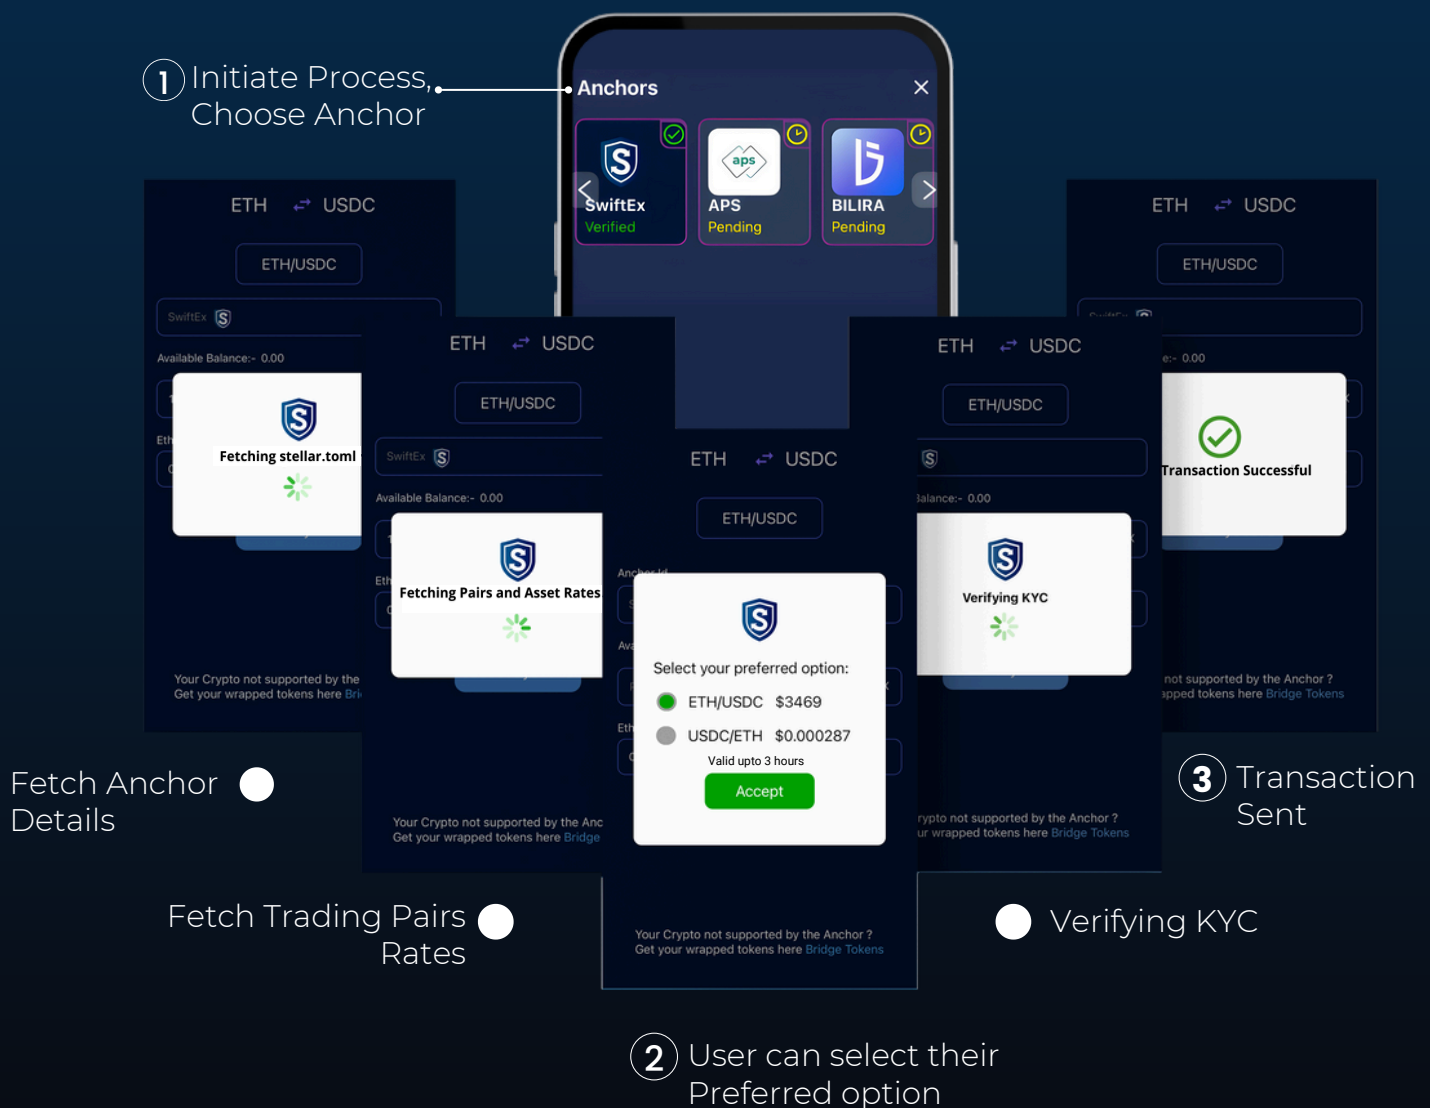 1 Initiate Process,
Choose Anchor
Anchors
aps
SwiftEx
Verified
APS
Pending
BILIRA
Pending
ETH USDC
ETH/USDC
SwiftEx
Available Balance:- 0.00
Fetching stellar.toml
Your Crypto not supported by the
Get your wrapped tokens here
Fetch Anchor
Details
ETH USDC
ETH/USDC
SwiftEx
Available Balance:- 0.00
Fetching Pairs and Asset Rates
Your Crypto not supported by the
Get your wrapped tokens here Bridge
Fetch Trading Pairs
Rates
ETH USDC
ETH/USDC
Anchor Id
Select your preferred option:
ETH/USDC $3469
USDC/ETH $0.000287
Valid upto 3 hours
Accept
Your Crypto not supported by the Anchor ?
Get your wrapped tokens here Bridge Tokens
2 User can select their
Preferred option
ETH USDC
ETH/USDC
Balance:- 0.00
Verifying KYC
not supported by the Anchor ?
wrapped tokens here Bridge Tokens
Verifying KYC
ETH USDC
ETH/USDC
0.00
Transaction Successful
not supported by the Anchor ?
tokens here Bridge Tokens
3 Transaction
Sent